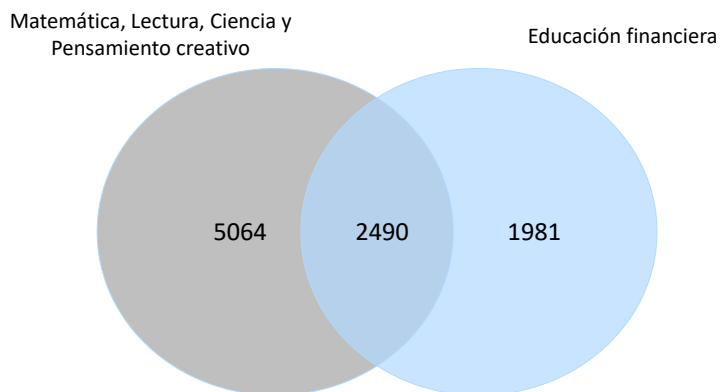 Matemática, Lectura, Ciencia y
Pensamiento creativo
Educación financiera
5064
2490
1981